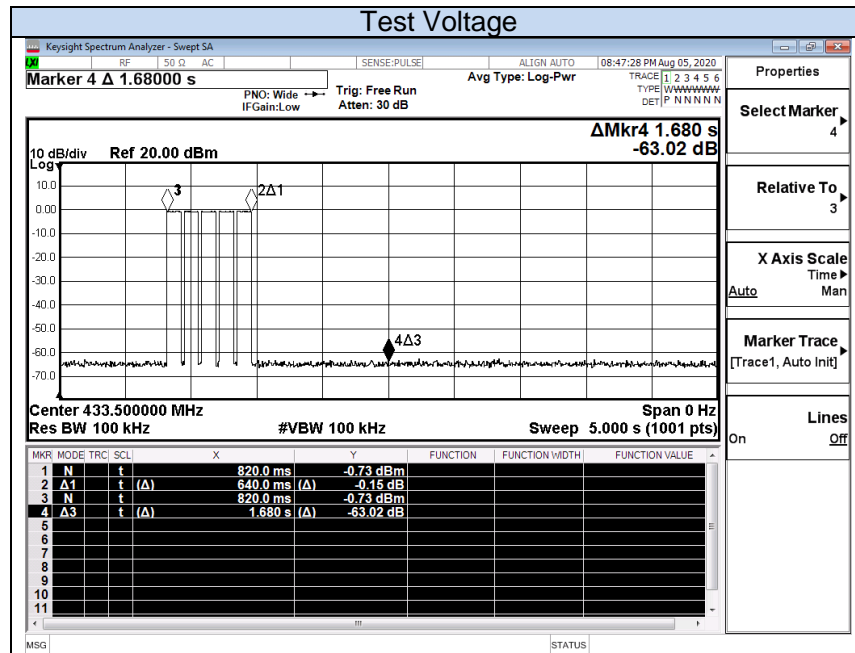 Test Voltage
Keysight Spectrum Analyzer - Swept SA
LXI RF 50 Ω AC SENSE:PULSE ALIGN AUTO 08:47:28 PM Aug 05, 2020
Marker 4 Δ 1.68000 s
PNO: Wide
IFGain:Low
Trig: Free Run
Atten: 30 dB
Avg Type: Log-Pwr
TRACE 1 2 3 4 5 6
TYPE WWWWWW
DET P N N N N N
ΔMkr4 1.680 s
-63.02 dB
10 dB/div Ref 20.00 dBm
Log
10.0
0.00
-10.0
-20.0
-30.0
-40.0
-50.0
-60.0
-70.0
3
2Δ1
4Δ3
Center 433.500000 MHz Span 0 Hz
Res BW 100 kHz #VBW 100 kHz Sweep 5.000 s (1001 pts)
MKR MODE TRC SCL X Y FUNCTION FUNCTION WIDTH FUNCTION VALUE
1 N t 820.0 ms -0.73 dBm
2 Δ1 t (Δ) 640.0 ms (Δ) -0.15 dB
3 N t 820.0 ms -0.73 dBm
4 Δ3 t (Δ) 1.680 s (Δ) -63.02 dB
5
6
7
8
9
10
11
MSG STATUS
Properties
Select Marker
4
Relative To
3
X Axis Scale
Time
Auto Man
Marker Trace
[Trace1, Auto Init]
Lines
On Off